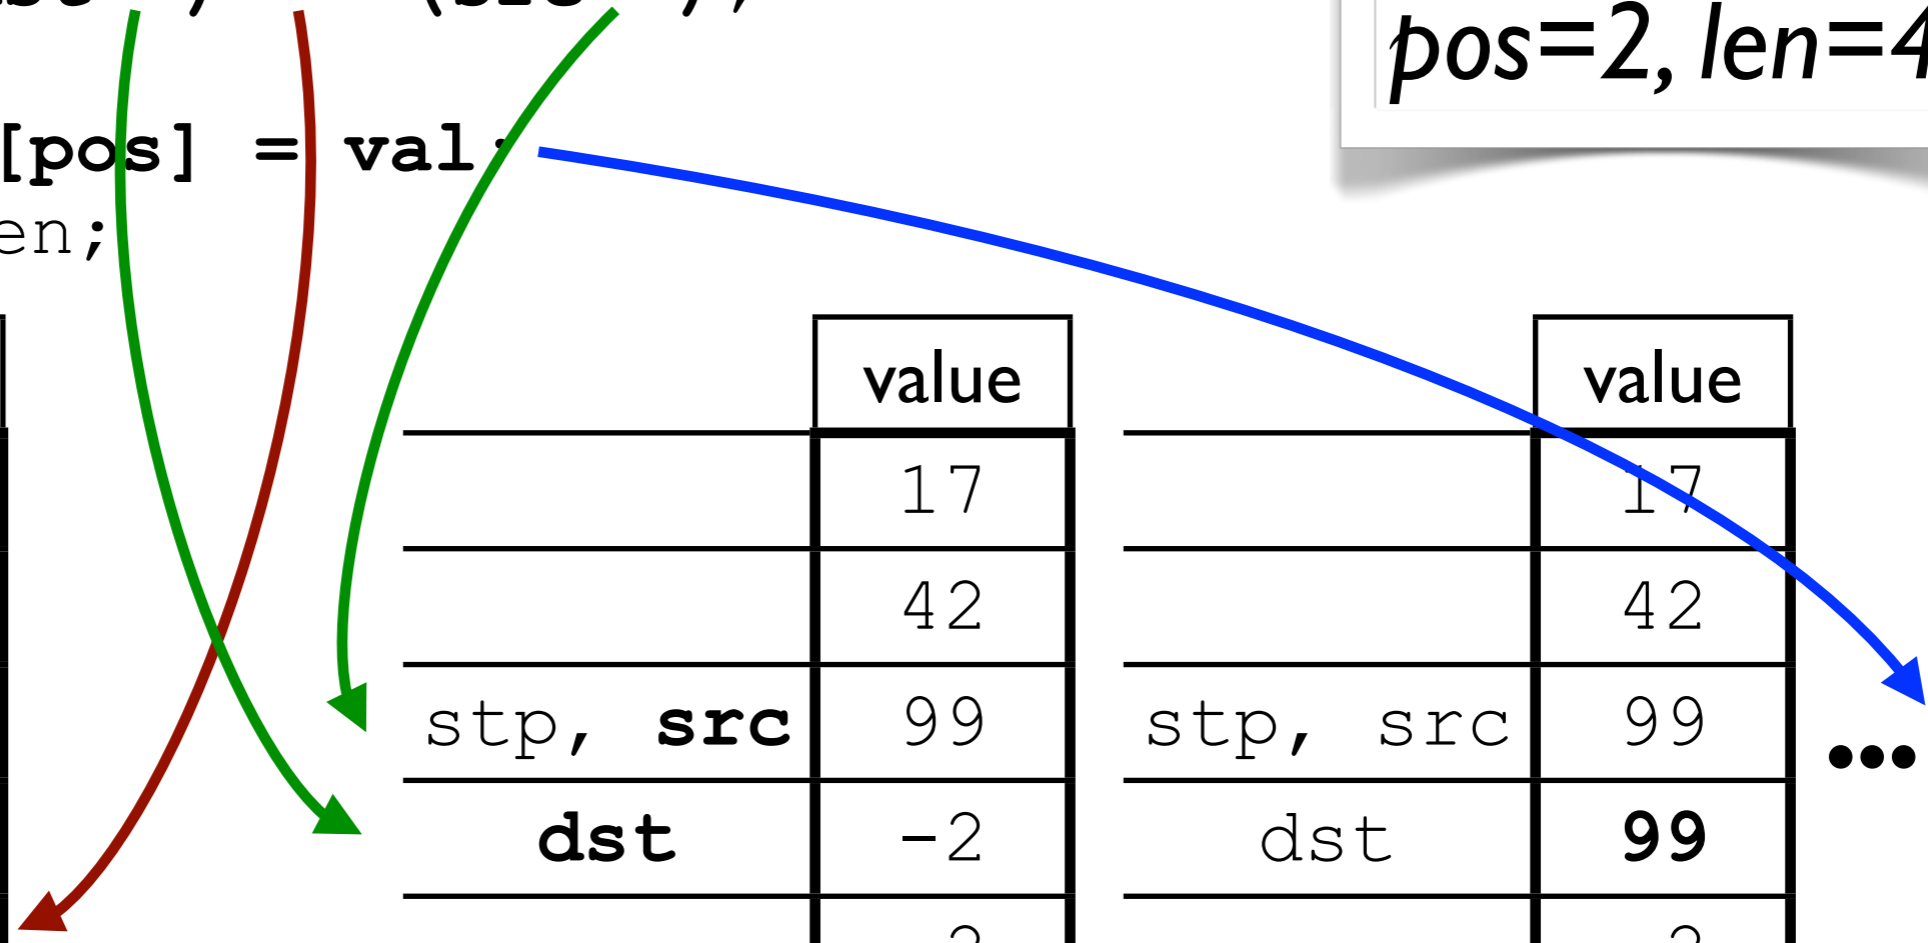 pos=2, len=4
[pos] = val;
en;
value value
17 17
42 42
stp, src 99 stp, src 99 •••
dst -2 dst 99